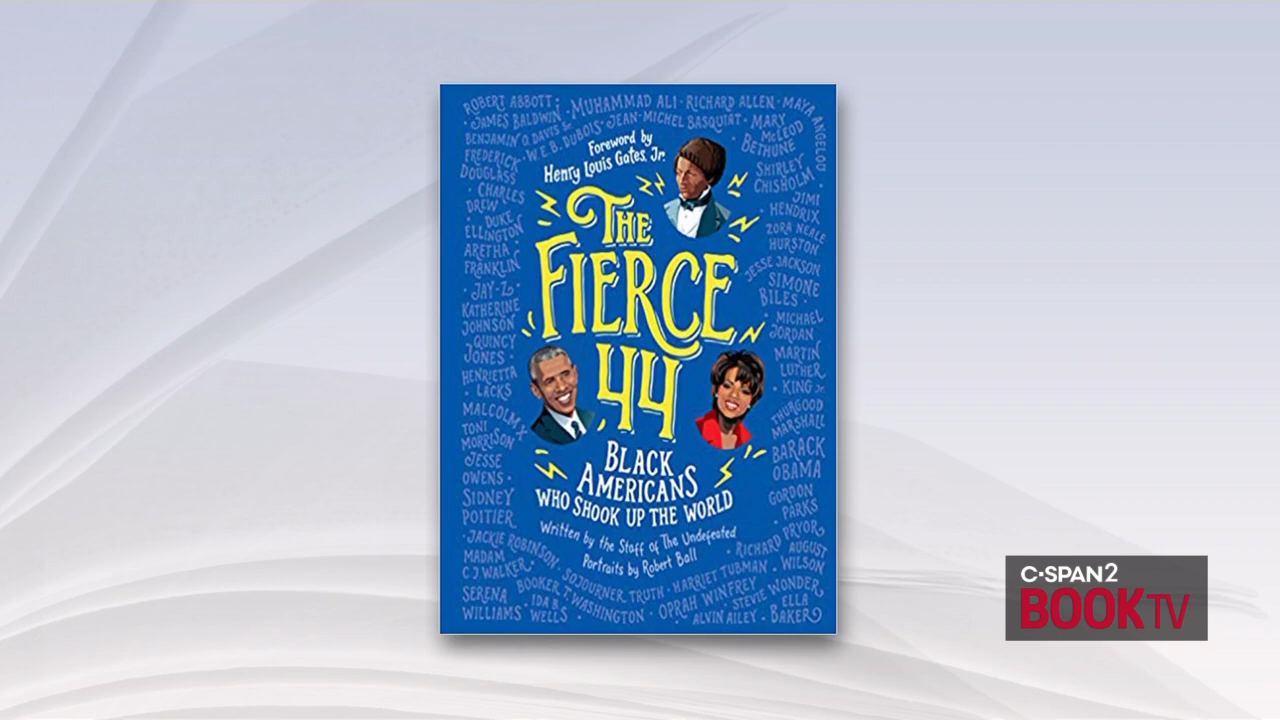 ROBERT ABBOTT · MUHAMMAD ALI · RICHARD ALLEN · MAYA ANGELOU
· JAMES BALDWIN · JEAN-MICHEL BASQUIAT · MARY MCLEOD BETHUNE
BENJAMIN O. DAVIS SR. · W.E.B. DUBOIS ·
Foreword by
Henry Louis Gates, Jr.
FREDERICK
DOUGLASS
· CHARLES
DREW ·
DUKE
ELLINGTON
ARETHA
FRANKLIN
· JAY-Z ·
KATHERINE
JOHNSON
· QUINCY
JONES ·
HENRIETTA
· LACKS
MALCOLM X
TONI
MORRISON
JESSE
OWENS ·
SIDNEY
POITIER
SHIRLEY
CHISHOLM
JIMI
HENDRIX
ZORA NEALE
HURSTON
JESSE JACKSON
SIMONE
BILES ·
MICHAEL
JORDAN
MARTIN
LUTHER
· KING Jr.
THURGOOD
MARSHALL
BARACK
OBAMA
GORDON
PARKS
THE
FIERCE
44
BLACK
AMERICANS
WHO SHOOK UP THE WORLD
Written by the Staff of The Undefeated
Portraits by Robert Ball
· JACKIE ROBINSON · SOJOURNER TRUTH · HARRIET TUBMAN ·
· RICHARD PRYOR
AUGUST
WILSON
MADAM
C.J. WALKER ·
BOOKER T WASHINGTON · OPRAH WINFREY · STEVIE WONDER
SERENA
WILLIAMS
· IDA B.
WELLS
· ALVIN AILEY ·
ELLA
BAKER
C-SPAN2
BOOKTV